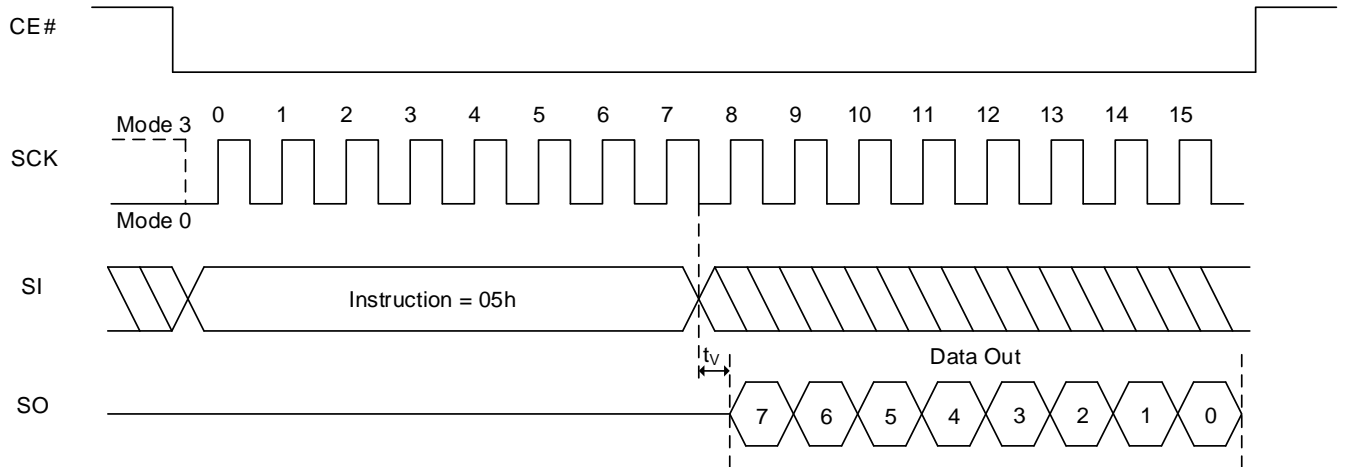 CE#
0 1 2 3 4 5 6 7 8 9 10 11 12 13 14 15
Mode 3
SCK
Mode 0
SI
Instruction = 05h
tV
Data Out
SO
7 6 5 4 3 2 1 0